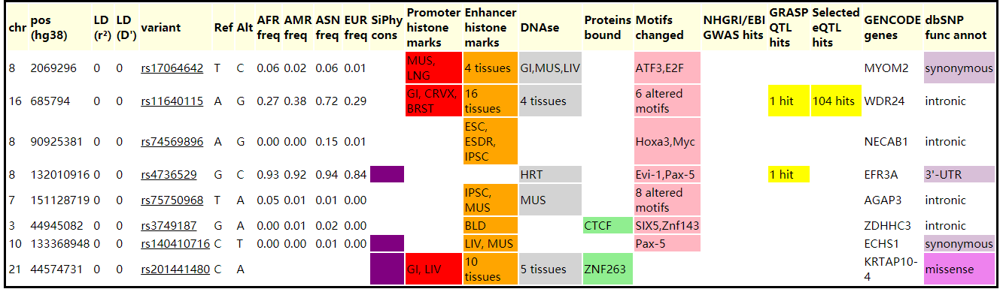 chr pos (hg38) LD (r²) LD (D') variant Ref Alt AFR freq AMR freq ASN freq EUR freq SiPhy cons Promoter histone marks Enhancer histone marks DNAse Proteins bound Motifs changed NHGRI/EBI GWAS hits GRASP QTL hits Selected eQTL hits GENCODE genes dbSNP func annot
8 2069296 0 0 rs17064642 T C 0.06 0.02 0.06 0.01 MUS, LNG 4 tissues GI,MUS,LIV ATF3,E2F MYOM2 synonymous
16 685794 0 0 rs11640115 A G 0.27 0.38 0.72 0.29 GI, CRVX, BRST 16 tissues 4 tissues 6 altered motifs 1 hit 104 hits WDR24 intronic
8 90925381 0 0 rs74569896 A G 0.00 0.00 0.15 0.01 ESC, ESDR, IPSC Hoxa3,Myc NECAB1 intronic
8 132010916 0 0 rs4736529 G C 0.93 0.92 0.94 0.84 HRT Evi-1,Pax-5 1 hit EFR3A 3'-UTR
7 151128719 0 0 rs75750968 T A 0.05 0.01 0.01 0.00 IPSC, MUS MUS 8 altered motifs AGAP3 intronic
3 44945082 0 0 rs3749187 G A 0.00 0.01 0.02 0.00 BLD CTCF SIX5,Znf143 ZDHHC3 intronic
10 133368948 0 0 rs140410716 C T 0.00 0.00 0.01 0.00 LIV, MUS Pax-5 ECHS1 synonymous
21 44574731 0 0 rs201441480 C A GI, LIV 10 tissues 5 tissues ZNF263 KRTAP10-4 missense